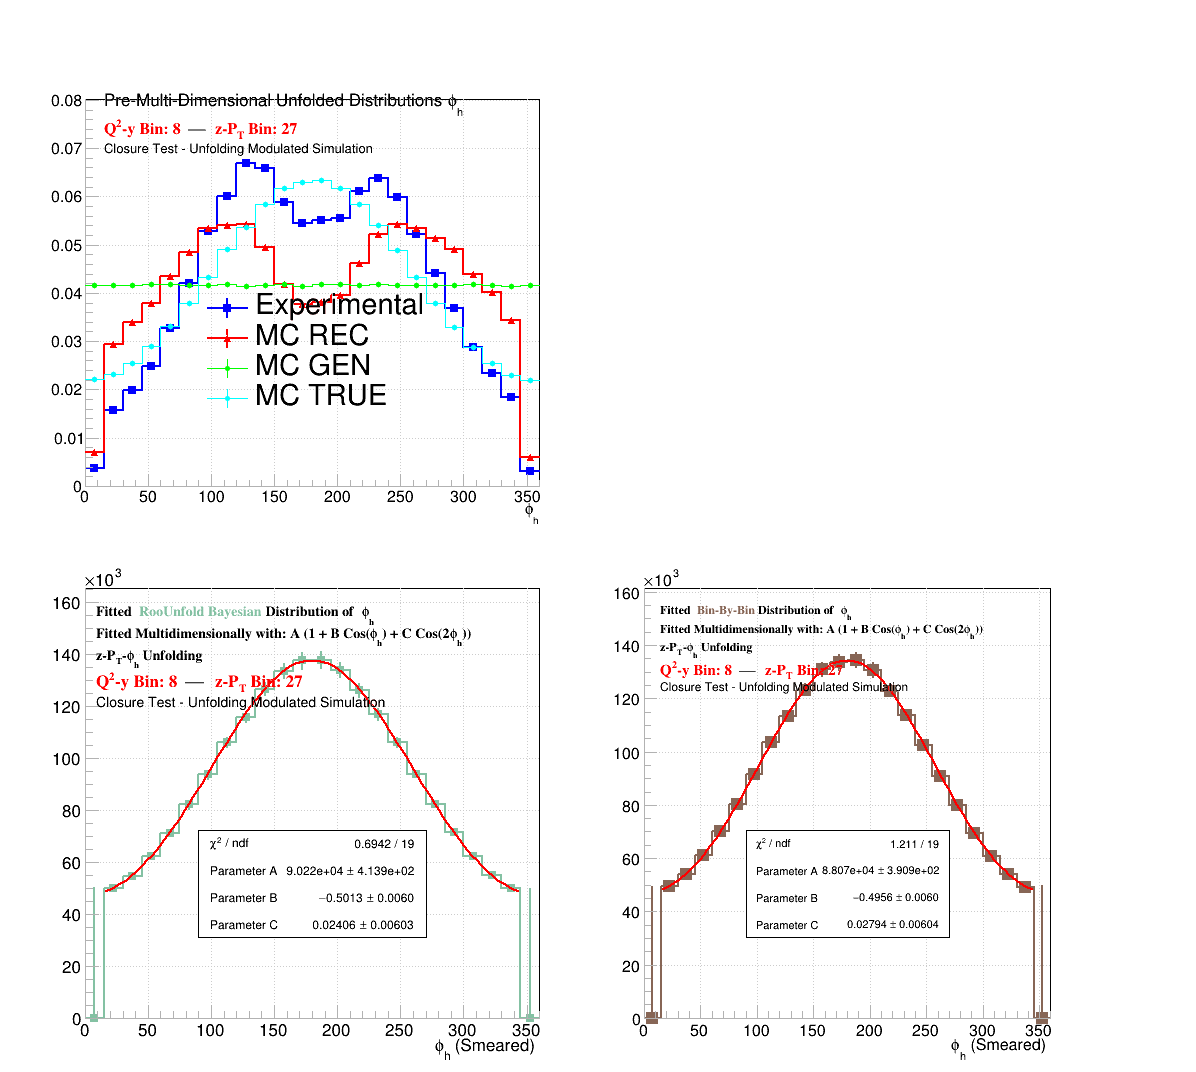 Pre-Multi-Dimensional Unfolded Distributions ϕh
Q2-y Bin: 8 — z-PT Bin: 27
Closure Test - Unfolding Modulated Simulation
0.08
0.07
0.06
0.05
0.04
0.03
0.02
0.01
0
Experimental
MC REC
MC GEN
MC TRUE
0 50 100 150 200 250 300 350
ϕh
×10³
160
140
120
100
80
60
40
20
0
Fitted RooUnfold Bayesian Distribution of ϕh
Fitted Multidimensionally with: A (1 + B Cos(ϕh) + C Cos(2ϕh))
z-PT-ϕh Unfolding
Q2-y Bin: 8 — z-PT Bin: 27
Closure Test - Unfolding Modulated Simulation
χ² / ndf 0.6942 / 19
Parameter A 9.022e+04 ± 4.139e+02
Parameter B −0.5013 ± 0.0060
Parameter C 0.02406 ± 0.00603
0 50 100 150 200 250 300 350
ϕh (Smeared)
×10³
160
140
120
100
80
60
40
20
0
Fitted Bin-By-Bin Distribution of ϕh
Fitted Multidimensionally with: A (1 + B Cos(ϕh) + C Cos(2ϕh))
z-PT-ϕh Unfolding
Q2-y Bin: 8 — z-PT Bin: 27
Closure Test - Unfolding Modulated Simulation
χ² / ndf 1.211 / 19
Parameter A 8.807e+04 ± 3.909e+02
Parameter B −0.4956 ± 0.0060
Parameter C 0.02794 ± 0.00604
0 50 100 150 200 250 300 350
ϕh (Smeared)